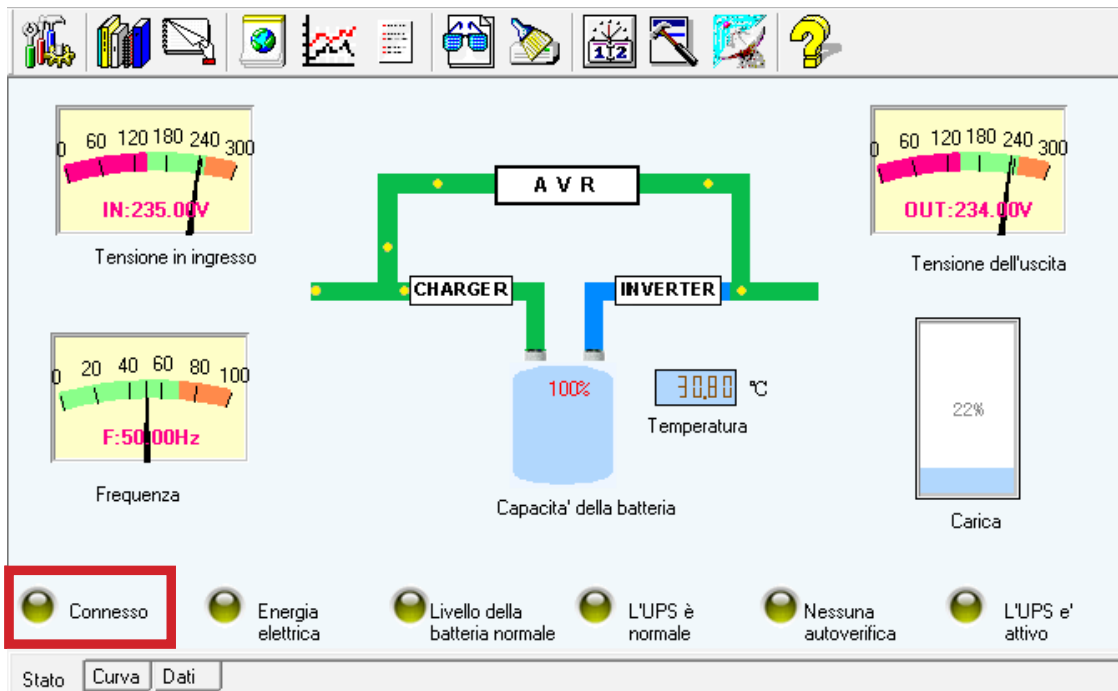 0 60 120 180 240 300
IN:235.00V
Tensione in ingresso
A V R
0 60 120 180 240 300
OUT:234.00V
Tensione dell'uscita
CHARGER
INVERTER
0 20 40 60 80 100
F:50.00Hz
Frequenza
100%
30.80 °C
Temperatura
Capacita' della batteria
22%
Carica
Connesso
Energia
elettrica
Livello della
batteria normale
L'UPS è
normale
Nessuna
autoverifica
L'UPS e'
attivo
Stato
Curva
Dati
1 2